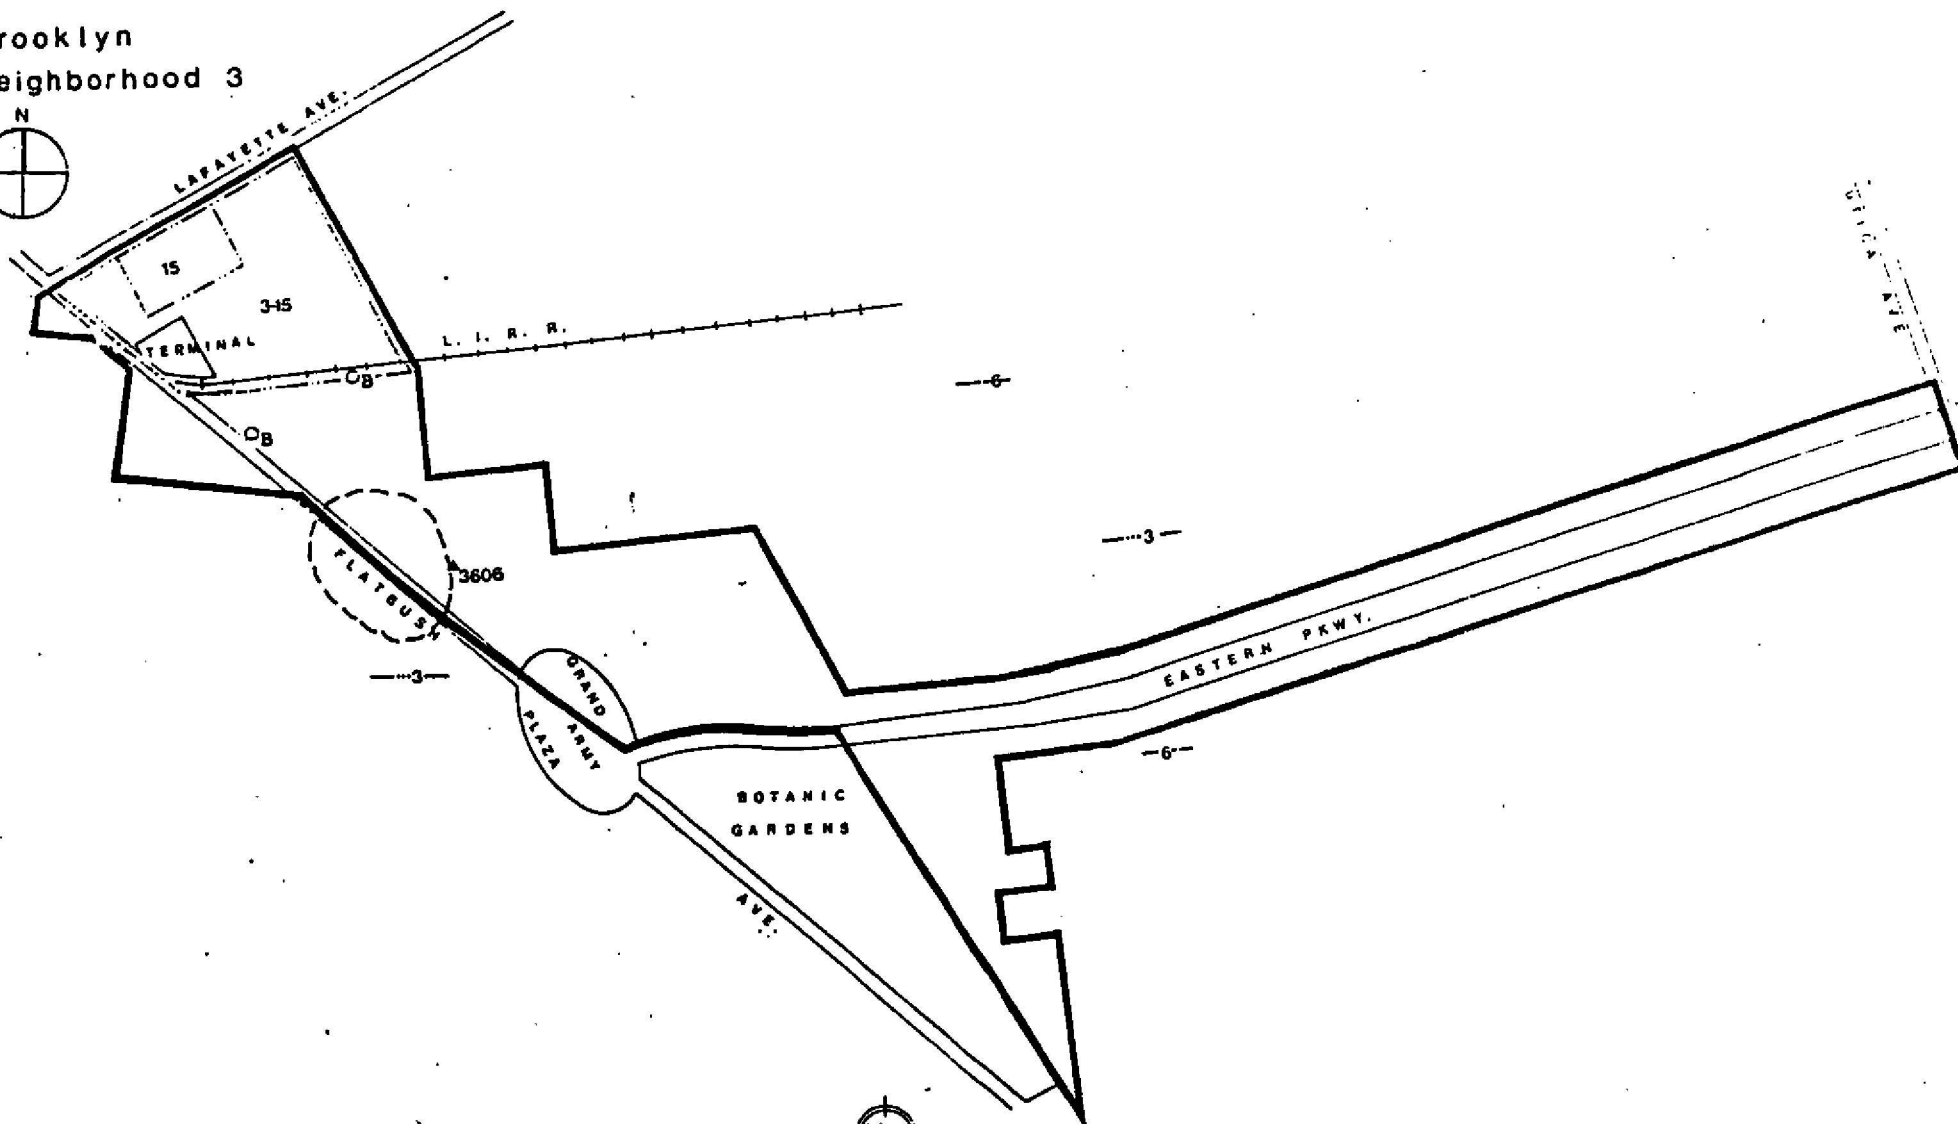 rooklyn
eighborhood 3
N
LAFAYETTE AVE.
15
3-15
TERMINAL
L. I. R. R.
OB
OB
UTICA AVE
6
3
3606
FLATBUSH
3
GRAND
ARMY
PLAZA
EASTERN PKWY.
6
BOTANIC
GARDENS
AVE.